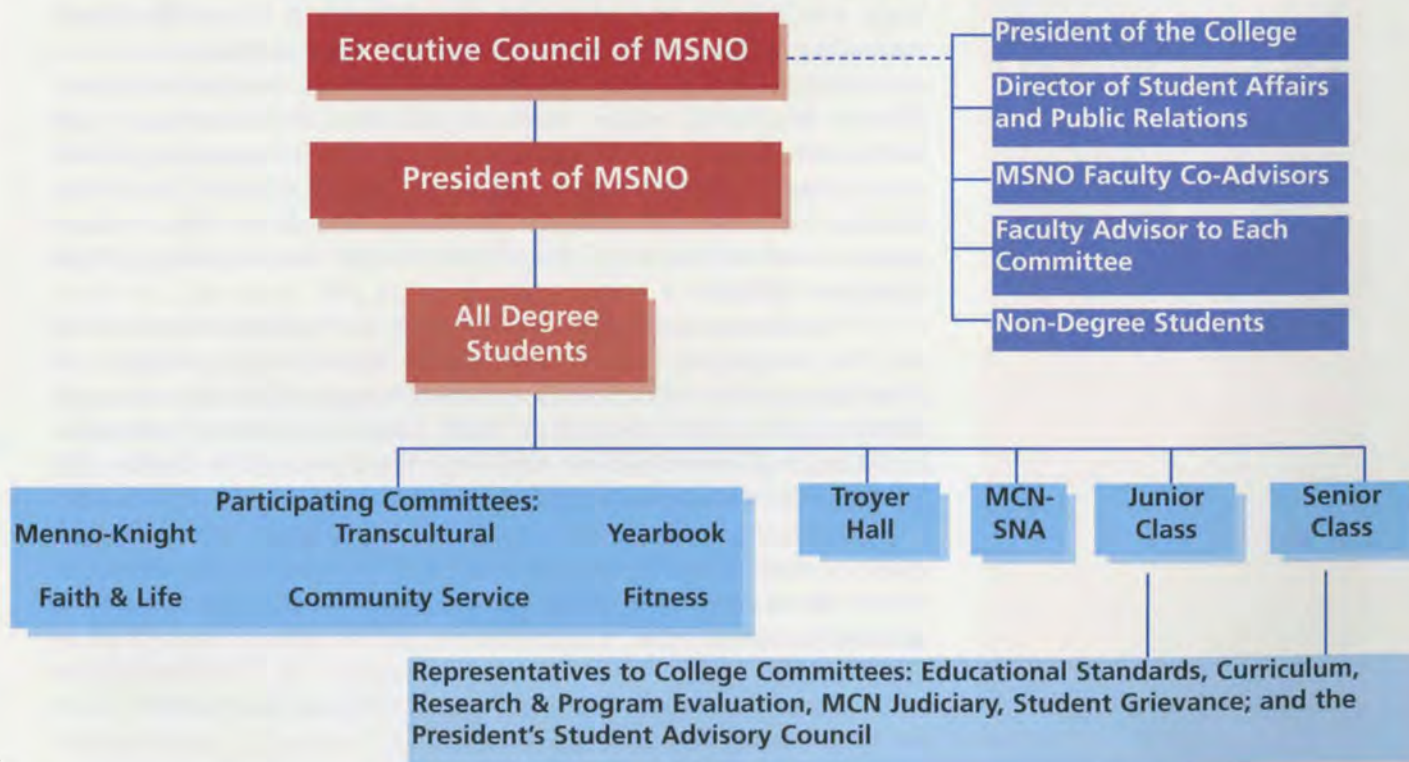 Executive Council of MSNO
President of MSNO
All Degree
Students
President of the College
Director of Student Affairs
and Public Relations
MSNO Faculty Co-Advisors
Faculty Advisor to Each
Committee
Non-Degree Students
Participating Committees:
Menno-Knight Transcultural Yearbook
Faith & Life Community Service Fitness
Troyer
Hall
MCN-
SNA
Junior
Class
Senior
Class
Representatives to College Committees: Educational Standards, Curriculum,
Research & Program Evaluation, MCN Judiciary, Student Grievance; and the
President's Student Advisory Council